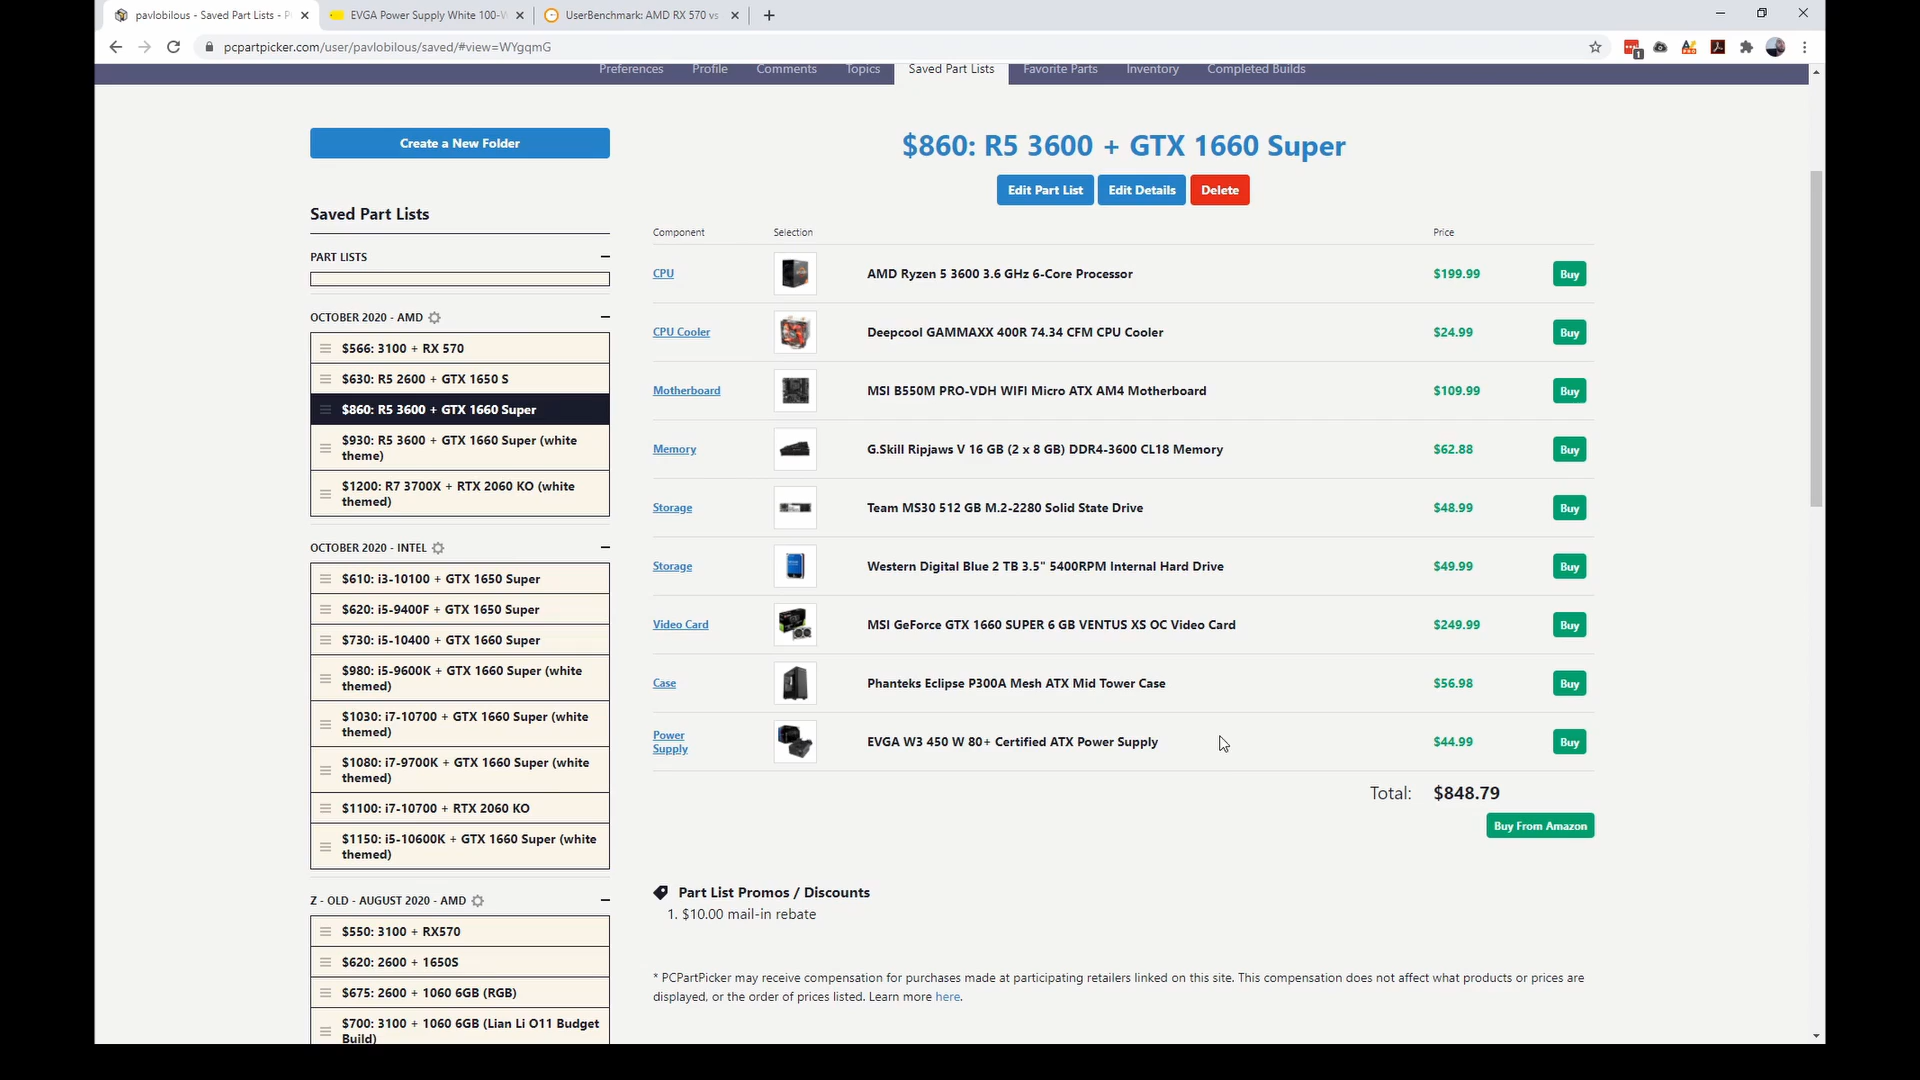 pavlobilous - Saved Part Lists - P
EVGA Power Supply White 100-W
UserBenchmark: AMD RX 570 vs
pcpartpicker.com/user/pavlobilous/saved/#view=WYgqmG
1
Preferences Profile Comments Topics Saved Part Lists Favorite Parts Inventory Completed Builds
Create a New Folder
Saved Part Lists
PART LISTS
OCTOBER 2020 - AMD
$566: 3100 + RX 570
$630: R5 2600 + GTX 1650 S
$860: R5 3600 + GTX 1660 Super
$930: R5 3600 + GTX 1660 Super (white
theme)
$1200: R7 3700X + RTX 2060 KO (white
themed)
OCTOBER 2020 - INTEL
$610: i3-10100 + GTX 1650 Super
$620: i5-9400F + GTX 1650 Super
$730: i5-10400 + GTX 1660 Super
$980: i5-9600K + GTX 1660 Super (white
themed)
$1030: i7-10700 + GTX 1660 Super (white
themed)
$1080: i7-9700K + GTX 1660 Super (white
themed)
$1100: i7-10700 + RTX 2060 KO
$1150: i5-10600K + GTX 1660 Super (white
themed)
Z - OLD - AUGUST 2020 - AMD
$550: 3100 + RX570
$620: 2600 + 1650S
$675: 2600 + 1060 6GB (RGB)
$700: 3100 + 1060 6GB (Lian Li O11 Budget
Build)
$860: R5 3600 + GTX 1660 Super
Edit Part List Edit Details Delete
Component Selection Price
CPU AMD Ryzen 5 3600 3.6 GHz 6-Core Processor $199.99 Buy
CPU Cooler Deepcool GAMMAXX 400R 74.34 CFM CPU Cooler $24.99 Buy
Motherboard MSI B550M PRO-VDH WIFI Micro ATX AM4 Motherboard $109.99 Buy
Memory G.Skill Ripjaws V 16 GB (2 x 8 GB) DDR4-3600 CL18 Memory $62.88 Buy
Storage Team MS30 512 GB M.2-2280 Solid State Drive $48.99 Buy
Storage Western Digital Blue 2 TB 3.5" 5400RPM Internal Hard Drive $49.99 Buy
Video Card MSI GeForce GTX 1660 SUPER 6 GB VENTUS XS OC Video Card $249.99 Buy
Case Phanteks Eclipse P300A Mesh ATX Mid Tower Case $56.98 Buy
Power
Supply EVGA W3 450 W 80+ Certified ATX Power Supply $44.99 Buy
Total: $848.79
Buy From Amazon
Part List Promos / Discounts
1. $10.00 mail-in rebate
* PCPartPicker may receive compensation for purchases made at participating retailers linked on this site. This compensation does not affect what products or prices are
displayed, or the order of prices listed. Learn more here.